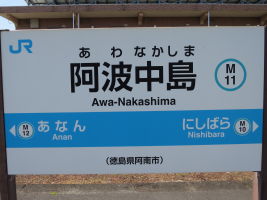 JR
あ わ なかしま
阿波中島
Awa-Nakashima
M
11
あなん
Anan
M
12
にしばら
Nishibara
M
10
(徳島県阿南市)